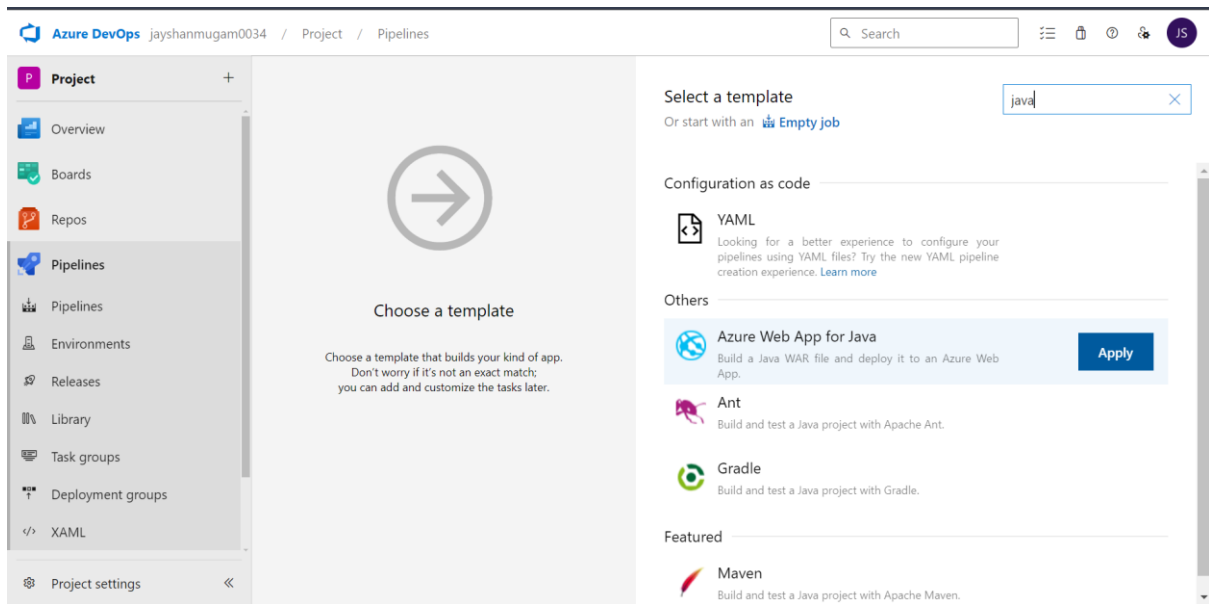 Azure DevOps jayshanmugam0034 / Project / Pipelines
Search
JS
P Project +
Overview
Boards
Repos
Pipelines
Pipelines
Environments
Releases
Library
Task groups
Deployment groups
XAML
Project settings
Choose a template
Choose a template that builds your kind of app.
Don't worry if it's not an exact match;
you can add and customize the tasks later.
Select a template
java
Or start with an Empty job
Configuration as code
YAML
Looking for a better experience to configure your
pipelines using YAML files? Try the new YAML pipeline
creation experience. Learn more
Others
Azure Web App for Java
Build a Java WAR file and deploy it to an Azure Web
App.
Apply
Ant
Build and test a Java project with Apache Ant.
Gradle
Build and test a Java project with Gradle.
Featured
Maven
Build and test a Java project with Apache Maven.